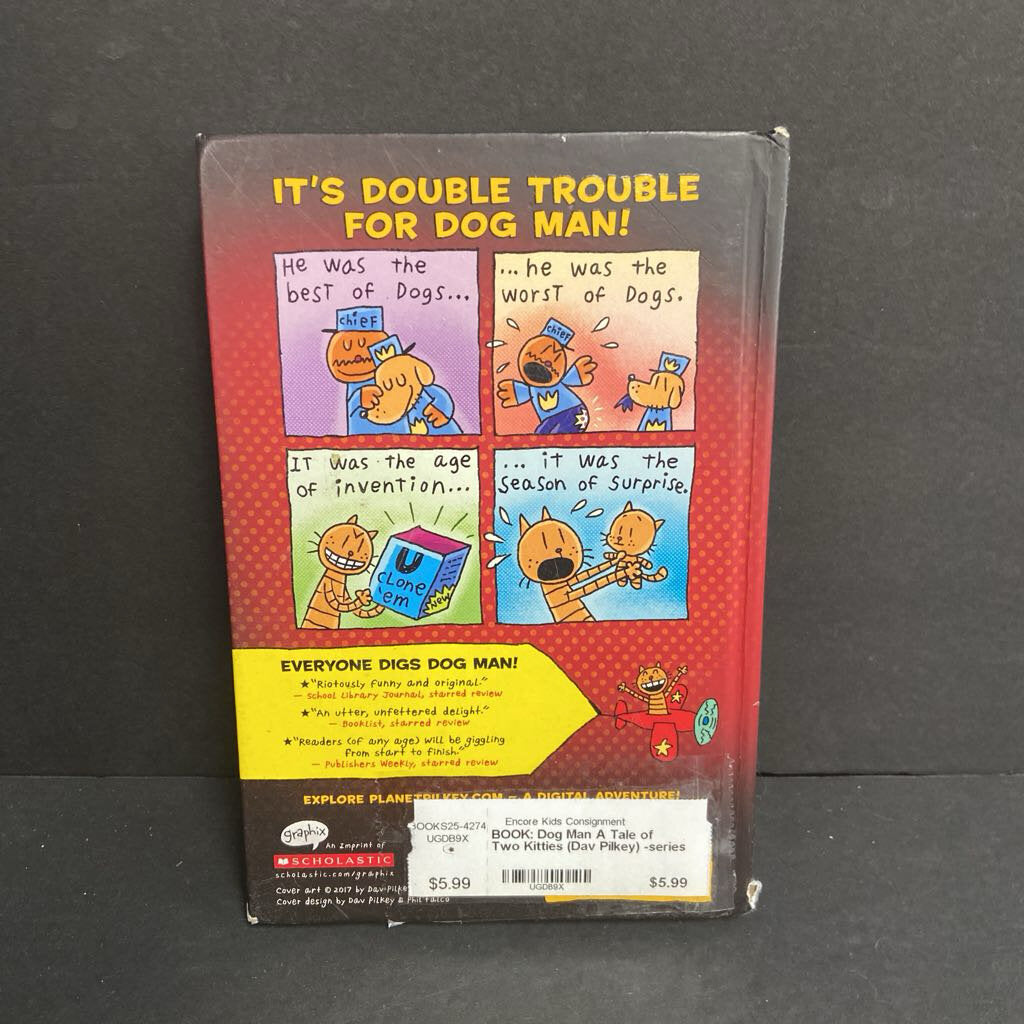 IT'S DOUBLE TROUBLE
FOR DOG MAN!
He was the
best of Dogs...
chief
...he was the
worst of Dogs.
chief
IT was the age
of invention...
U
clone
'em
New
... it was the
season of surprise.
EVERYONE DIGS DOG MAN!
★"Riotously funny and original."
— School Library Journal, starred review
★"An utter, unfettered delight."
— Booklist, starred review
★"Readers (of any age) will be giggling
from start to finish."
— Publishers Weekly, starred review
EXPLORE PLANETPILKEY.COM – A DIGITAL ADVENTURE!
graphix
An Imprint of
SCHOLASTIC
scholastic.com/graphix
Cover art © 2017 by Dav Pilkey
Cover design by Dav Pilkey & Phil Falco
BOOKS25-4274
UGDB9X
$5.99
Encore Kids Consignment
BOOK: Dog Man A Tale of
Two Kitties (Dav Pilkey) -series
UGDB9X
$5.99